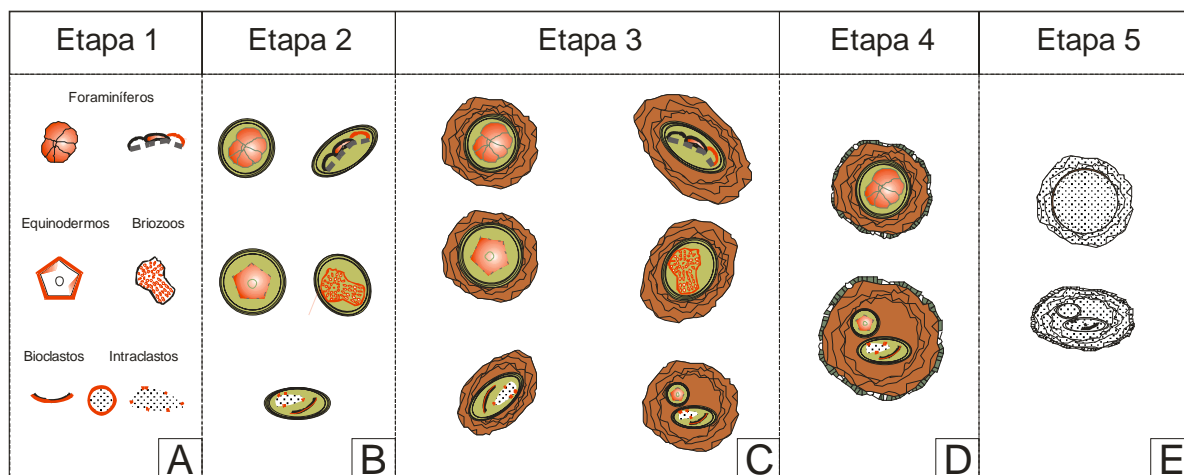 Etapa 1
Etapa 2
Etapa 3
Etapa 4
Etapa 5
Foraminíferos
Equinodermos Briozoos
Bioclastos Intraclastos
A
B
C
D
E